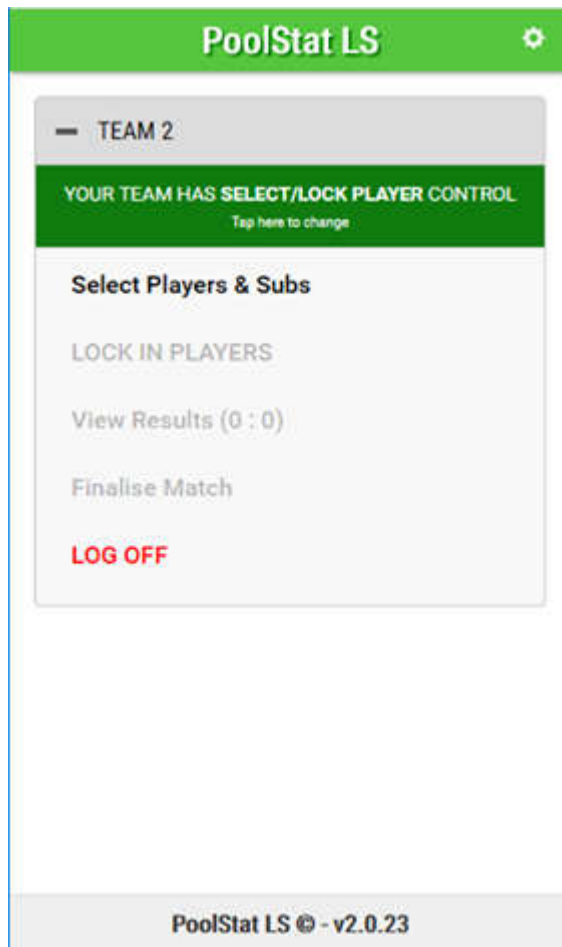 PoolStat LS
TEAM 2
YOUR TEAM HAS SELECT/LOCK PLAYER CONTROL
Tap here to change
Select Players & Subs
LOCK IN PLAYERS
View Results (0 : 0)
Finalise Match
LOG OFF
PoolStat LS © - v2.0.23